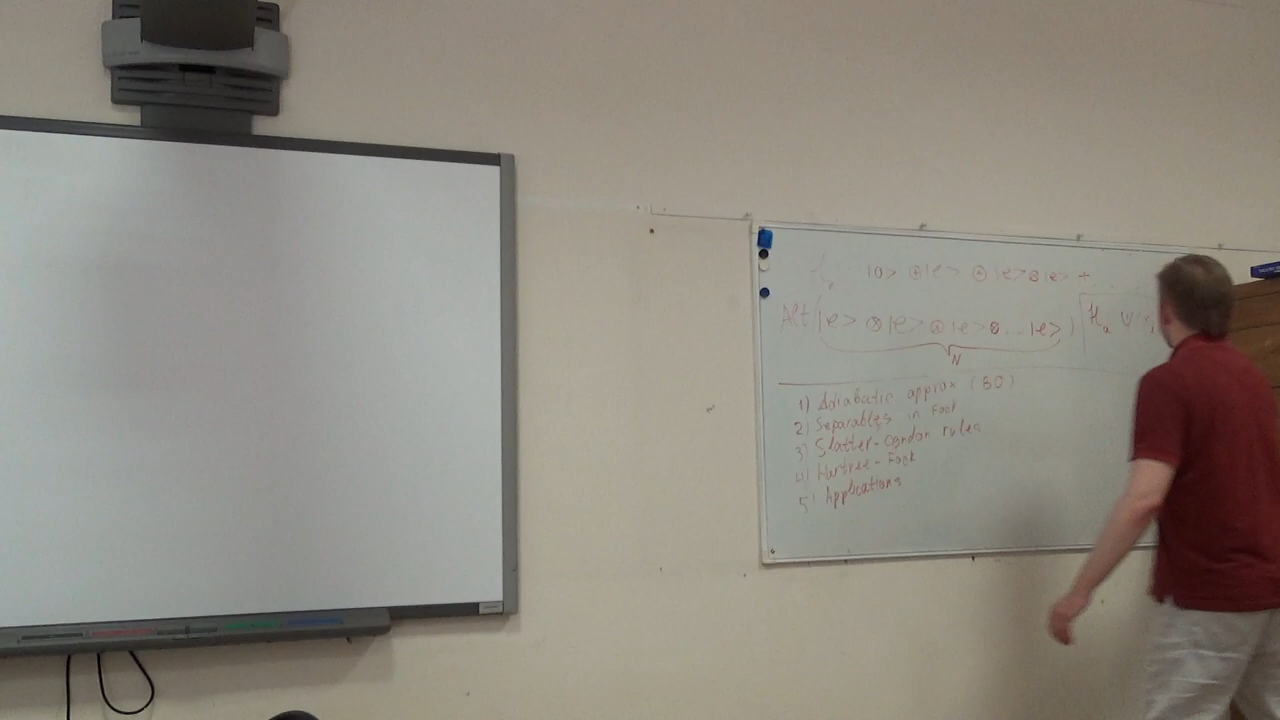 |0> ⊕ |e> ⊕ |e> ⊗ |e> +
Alt(|e> ⊗ |e> ⊗ |e> ⊗ ... |e>) Hₐ Ψ
N
1) Adiabatic approx (BO)
2) Separables in Fock
3) Slatter-Condon rules
4) Hartree-Fock
5) Applications